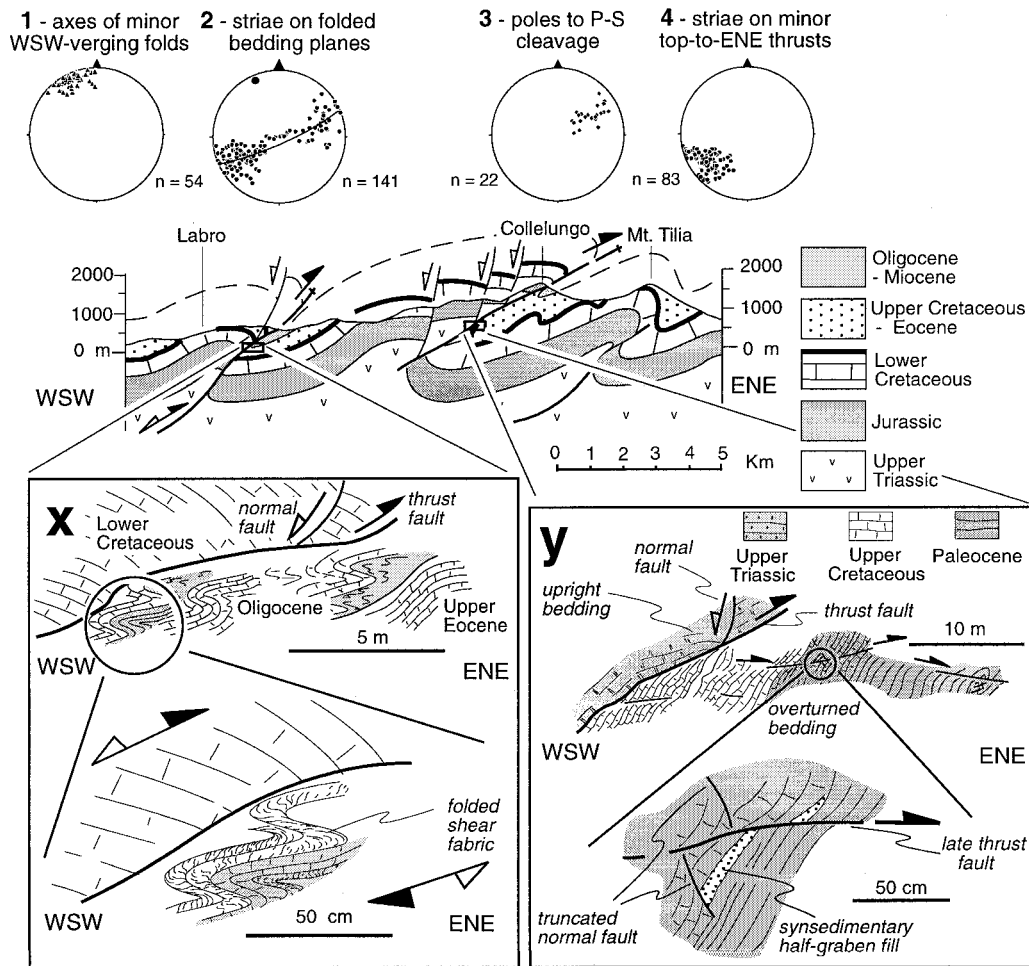 1 - axes of minor
WSW-verging folds
2 - striae on folded
bedding planes
3 - poles to P-S
cleavage
4 - striae on minor
top-to-ENE thrusts
n = 54
n = 141
n = 22
n = 83
Labro
Collelungo
Mt. Tilia
2000
1000
0 m
2000
1000
0 m
WSW
ENE
v
v
v
v
v
v
v
v
v
v
v
0 1 2 3 4 5
Km
Oligocene
- Miocene
Upper Cretaceous
- Eocene
Lower
Cretaceous
Jurassic
v
v v
Upper
Triassic
x
Lower
Cretaceous
normal
fault
thrust
fault
Oligocene
Upper
Eocene
5 m
WSW
ENE
folded
shear
fabric
WSW
ENE
50 cm
y
Upper
Triassic
Upper
Cretaceous
Paleocene
normal
fault
upright
bedding
thrust fault
10 m
overturned
bedding
WSW
ENE
late thrust
fault
50 cm
truncated
normal fault
synsedimentary
half-graben fill